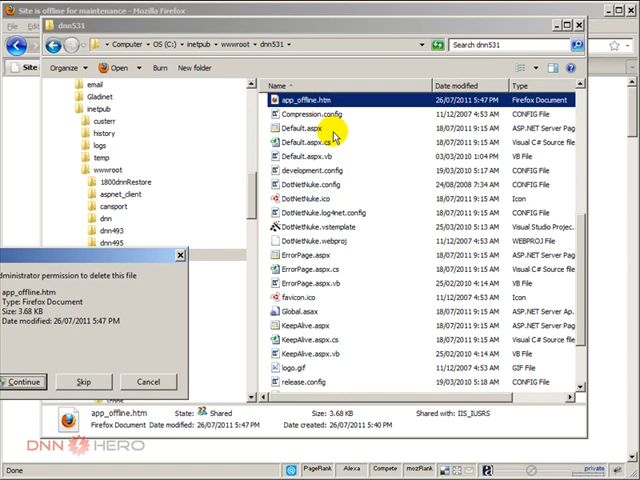 Site is offline for maintenance - Mozilla Firefox
dnn531
Computer OS (C:) inetpub wwwroot dnn531
Search dnn531
Organize Open Burn New folder
Name Date modified Type
email
Gladinet
inetpub
custerr
history
logs
temp
wwwroot
1800dnnRestore
aspnet_client
cansport
dnn
dnn493
dnn495
app_offline.htm 26/07/2011 5:47 PM Firefox Document
Compression.config 11/12/2007 4:53 AM CONFIG File
Default.aspx 18/07/2011 9:15 AM ASP.NET Server Page
Default.aspx.cs 18/07/2011 9:15 AM Visual C# Source file
Default.aspx.vb 03/03/2010 1:04 PM VB File
development.config 19/03/2010 5:17 AM CONFIG File
DotNetNuke.config 24/08/2008 7:34 AM CONFIG File
DotNetNuke.ico 18/07/2011 9:15 AM Icon
DotNetNuke.log4net.config 18/07/2011 9:15 AM CONFIG File
DotNetNuke.vstemplate 25/03/2010 5:13 AM Visual Studio Projec...
DotNetNuke.webproj 11/12/2007 4:53 AM WEBPROJ File
ErrorPage.aspx 18/07/2011 9:15 AM ASP.NET Server Page
ErrorPage.aspx.cs 18/07/2011 9:15 AM Visual C# Source file
ErrorPage.aspx.vb 25/02/2010 4:14 AM VB File
favicon.ico 11/12/2007 4:53 AM Icon
Global.asax 18/07/2011 9:15 AM ASP.NET Server Ap...
KeepAlive.aspx 18/07/2011 9:15 AM ASP.NET Server Page
KeepAlive.aspx.cs 18/07/2011 9:15 AM Visual C# Source file
KeepAlive.aspx.vb 25/02/2010 4:14 AM VB File
logo.gif 11/12/2007 4:53 AM GIF File
release.config 19/03/2010 5:18 AM CONFIG File
dministrator permission to delete this file
app_offline.htm
Type: Firefox Document
Size: 3.68 KB
Date modified: 26/07/2011 5:47 PM
Continue Skip Cancel
app_offline.htm State: Shared Size: 3.68 KB Shared with: IIS_IUSRS
Firefox Document Date modified: 26/07/2011 5:47 PM Date created: 26/07/2011 5:40 PM
DNN HERO
Done
PageRank Alexa Compete mozRank
private